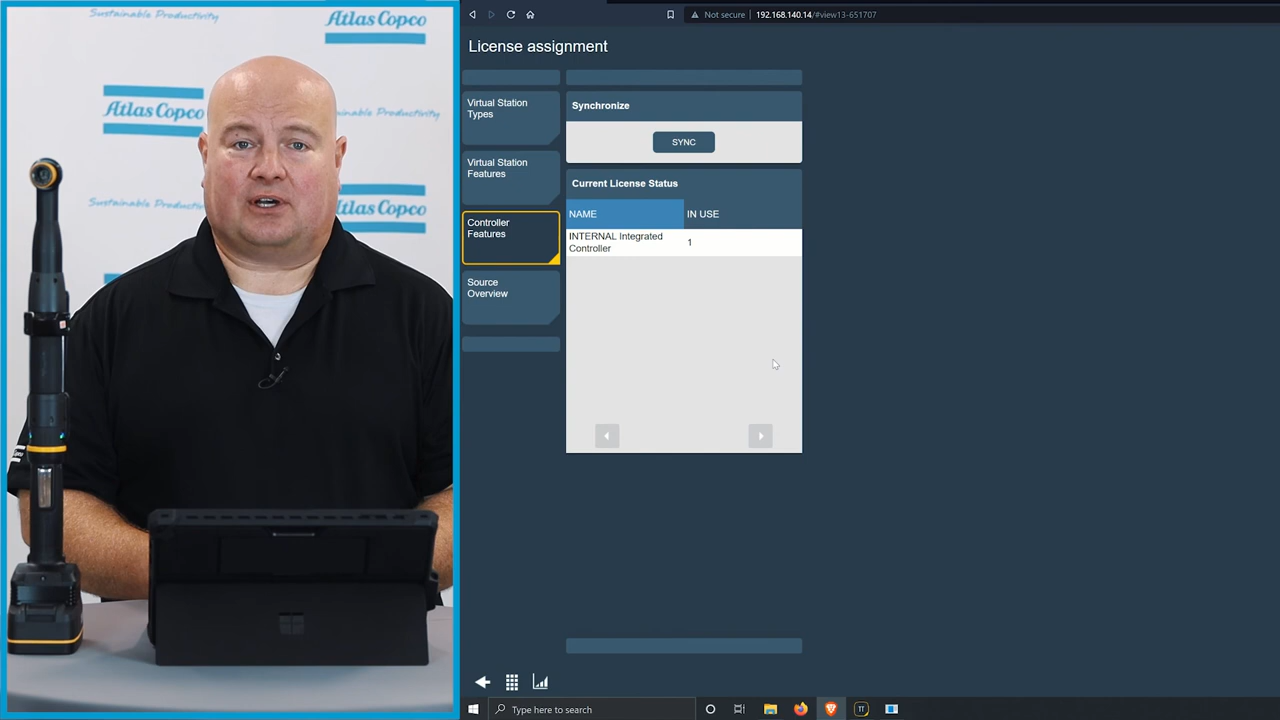 Sustainable Productivity
Atlas Copco
Atlas Copco
Sustainable Productiv
inable Productivity
Atlas Copco
Not secure
192.168.140.14/#view13-651707
License assignment
Virtual Station
Types
Virtual Station
Features
Controller
Features
Source
Overview
Synchronize
SYNC
Current License Status
NAME
IN USE
INTERNAL Integrated
Controller
1
Type here to search